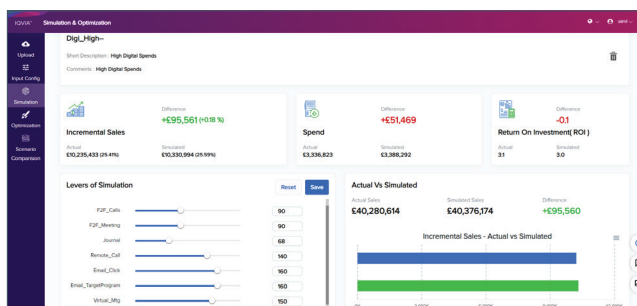 IQVIA Simulation & Optimization
Upload
Input Config
Simulation
Optimization
Scenario
Comparison
Digi_High~
Short Description : High Digital Spends
Comments : High Digital Spends
Difference
+£95,561 (+0.18 %)
Incremental Sales
Actual Simulated
£10,235,433 (25.41%) £10,330,994 (25.59%)
Difference
+£51,469
Spend
Actual Simulated
£3,336,823 £3,388,292
Difference
-0.1
Return On Investment( ROI )
Actual Simulated
3.1 3.0
Levers of Simulation Reset Save
F2F_Calls 90
F2F_Meeting 90
Journal 68
Remote_Call 140
Email_Click 160
Email_TargetProgram 160
Virtual_Mtg 150
Actual Vs Simulated
Actual Sales Simulated Sales Difference
£40,280,614 £40,376,174 +£95,560
Incremental Sales - Actual vs Simulated